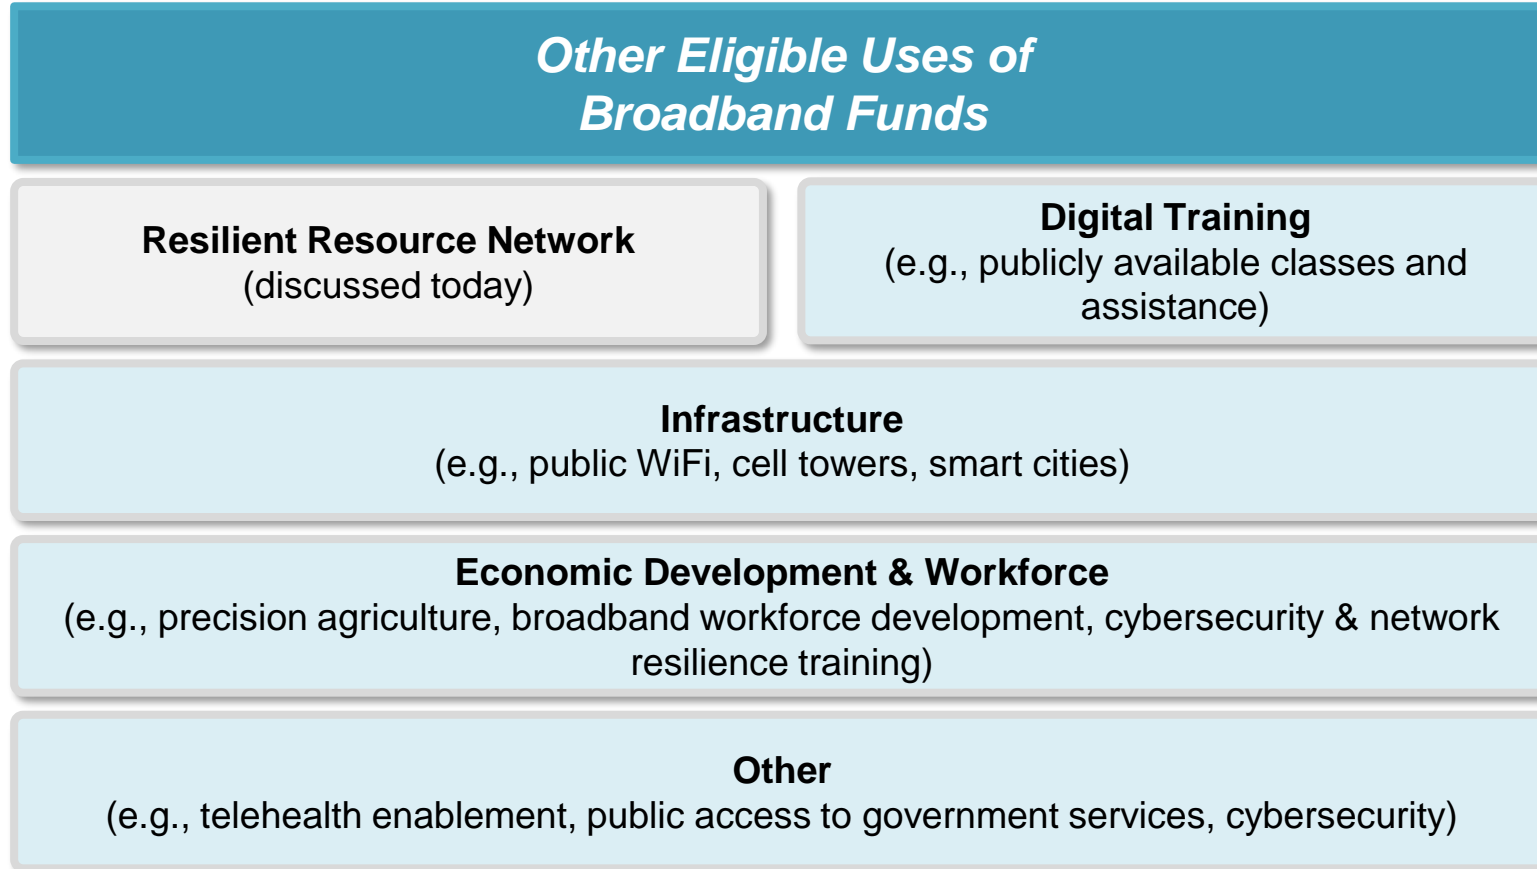 Other Eligible Uses of
Broadband Funds
Resilient Resource Network
(discussed today)
Digital Training
(e.g., publicly available classes and
assistance)
Infrastructure
(e.g., public WiFi, cell towers, smart cities)
Economic Development & Workforce
(e.g., precision agriculture, broadband workforce development, cybersecurity & network
resilience training)
Other
(e.g., telehealth enablement, public access to government services, cybersecurity)